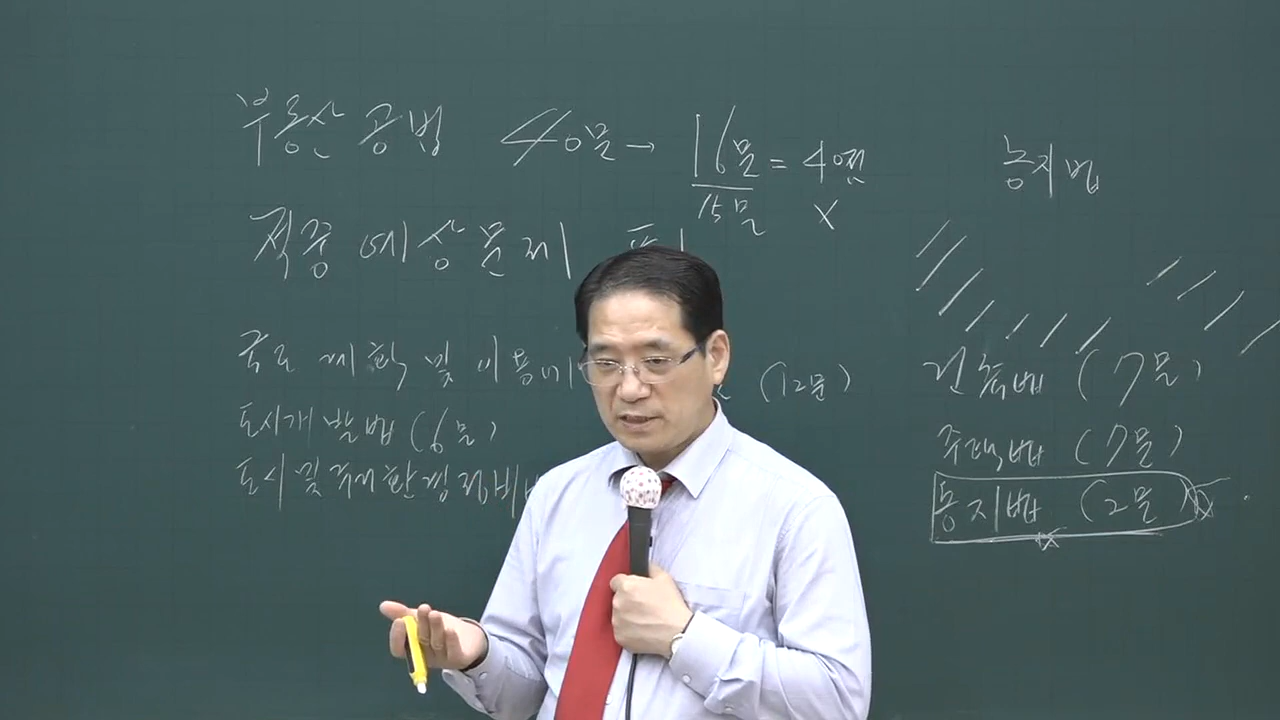 부동산 공법 40문 → 16문 = 4
15문 X
적중 예상문제
국토계획 및 이용에 (12문)
도시개발법 (6문)
도시 및 주거환경정비
농지법
건축법 (7문)
주택법 (7문)
농지법 (2문)